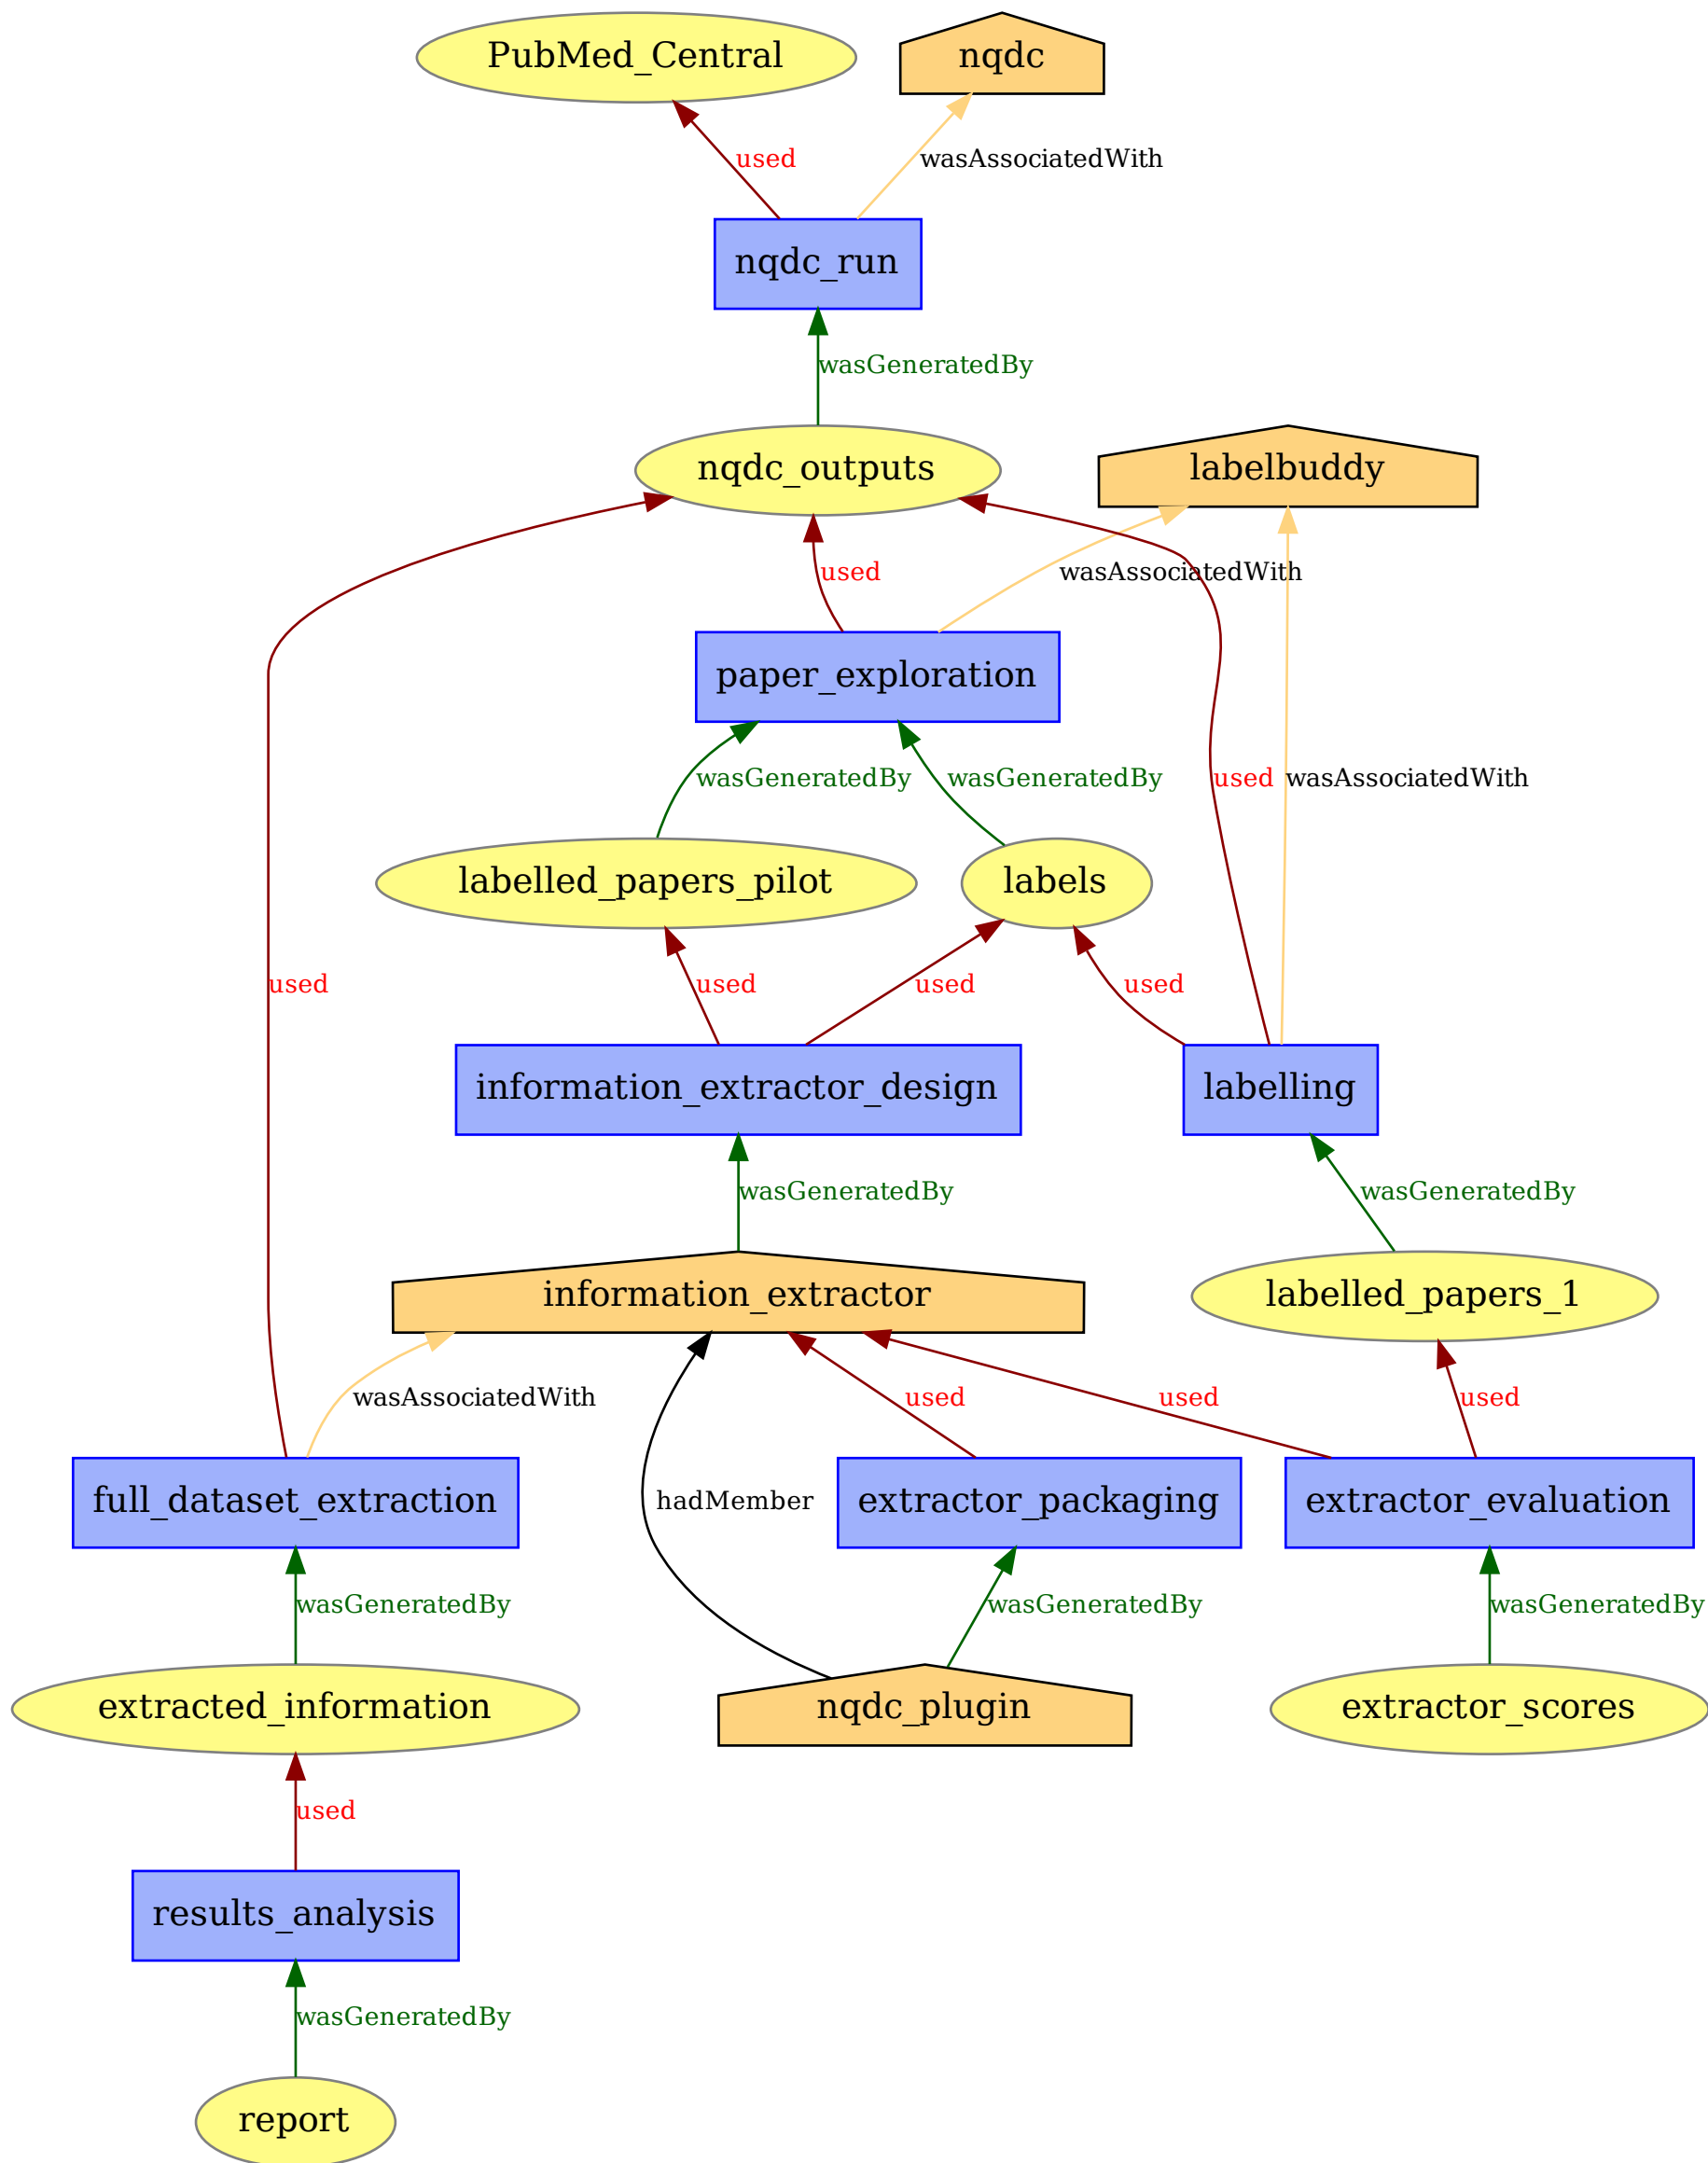 PubMed_Central
nqdc
used
wasAssociatedWith
nqdc_run
wasGeneratedBy
nqdc_outputs
labelbuddy
used
wasAssociatedWith
paper_exploration
wasGeneratedBy
wasGeneratedBy
used
wasAssociatedWith
labelled_papers_pilot
labels
used
used
used
used
information_extractor_design
labelling
wasGeneratedBy
wasGeneratedBy
information_extractor
labelled_papers_1
wasAssociatedWith
used
used
used
full_dataset_extraction
hadMember
extractor_packaging
extractor_evaluation
wasGeneratedBy
wasGeneratedBy
wasGeneratedBy
extracted_information
nqdc_plugin
extractor_scores
used
results_analysis
wasGeneratedBy
report